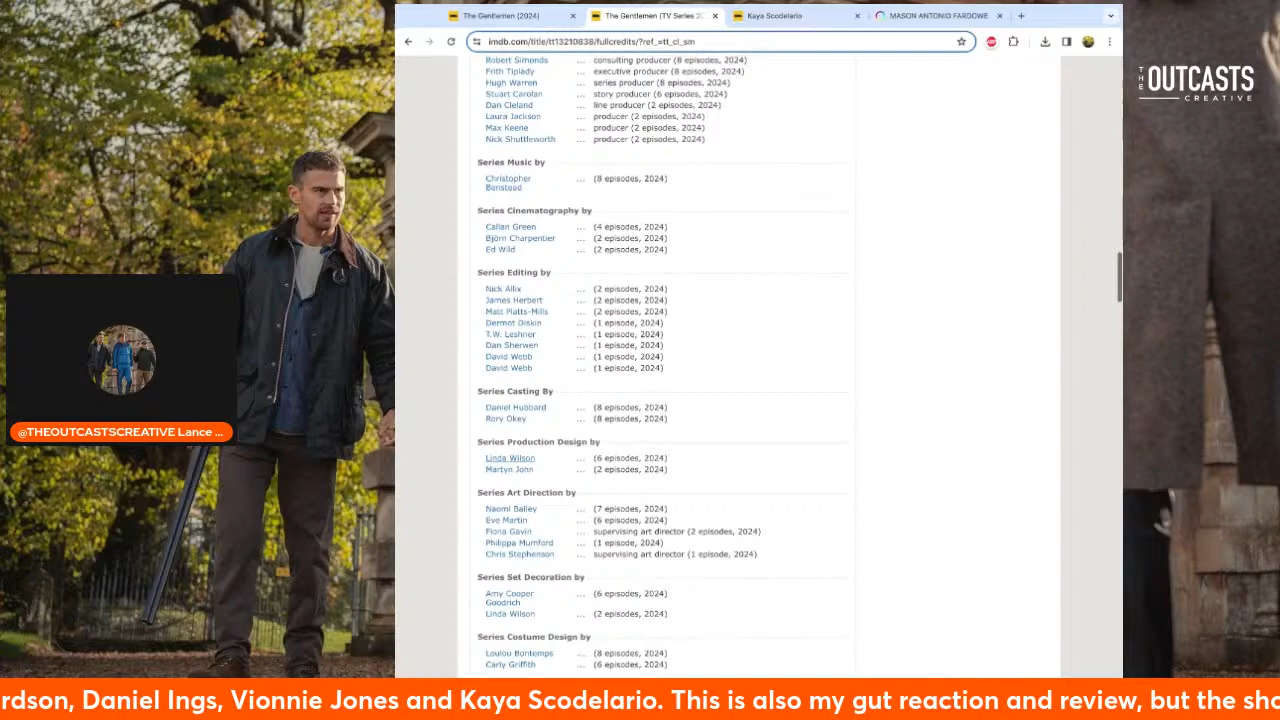 The Gentlemen (2024)
The Gentlemen (TV Series 20
Kaya Scodelario
MASON ANTONIO FARDOWE
imdb.com/title/tt13210838/fullcredits/?ref_=tt_cl_sm
THE OUTCASTS
CREATIVE
Robert Simonds ... consulting producer (8 episodes, 2024)
Frith Tiplady ... executive producer (8 episodes, 2024)
Hugh Warren ... series producer (8 episodes, 2024)
Stuart Carolan ... story producer (6 episodes, 2024)
Dan Cleland ... line producer (2 episodes, 2024)
Laura Jackson ... producer (2 episodes, 2024)
Max Keene ... producer (2 episodes, 2024)
Nick Shuttleworth ... producer (2 episodes, 2024)
Series Music by
Christopher ... (8 episodes, 2024)
Benstead
Series Cinematography by
Callan Green ... (4 episodes, 2024)
Björn Charpentier ... (2 episodes, 2024)
Ed Wild ... (2 episodes, 2024)
Series Editing by
Nick Allix ... (2 episodes, 2024)
James Herbert ... (2 episodes, 2024)
Matt Platts-Mills ... (2 episodes, 2024)
Dermot Diskin ... (1 episode, 2024)
T.W. Leshner ... (1 episode, 2024)
Dan Sherwen ... (1 episode, 2024)
David Webb ... (1 episode, 2024)
David Webb ... (1 episode, 2024)
Series Casting By
Daniel Hubbard ... (8 episodes, 2024)
Rory Okey ... (8 episodes, 2024)
Series Production Design by
Linda Wilson ... (6 episodes, 2024)
Martyn John ... (2 episodes, 2024)
Series Art Direction by
Naomi Bailey ... (7 episodes, 2024)
Eve Martin ... (6 episodes, 2024)
Fiona Gavin ... supervising art director (2 episodes, 2024)
Philippa Mumford ... (1 episode, 2024)
Chris Stephenson ... supervising art director (1 episode, 2024)
Series Set Decoration by
Amy Cooper ... (6 episodes, 2024)
Goodrich
Linda Wilson ... (2 episodes, 2024)
Series Costume Design by
Loulou Bontemps ... (8 episodes, 2024)
Carly Griffith ... (6 episodes, 2024)
@THEOUTCASTSCREATIVE Lance ...
rdson, Daniel Ings, Vionnie Jones and Kaya Scodelario. This is also my gut reaction and review, but the sho